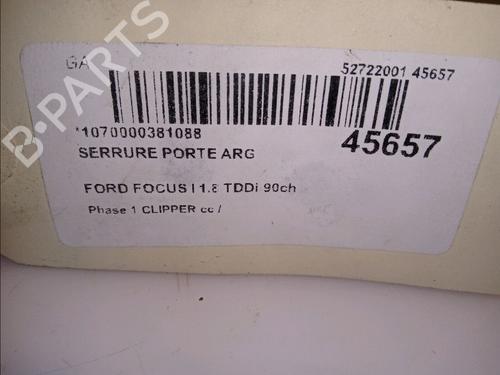 GA 52722001 45657
*1070000381088
45657
SERRURE PORTE ARG
FORD FOCUS I 1.8 TDDi 90ch
Phase 1 CLIPPER cc /
B-PARTS